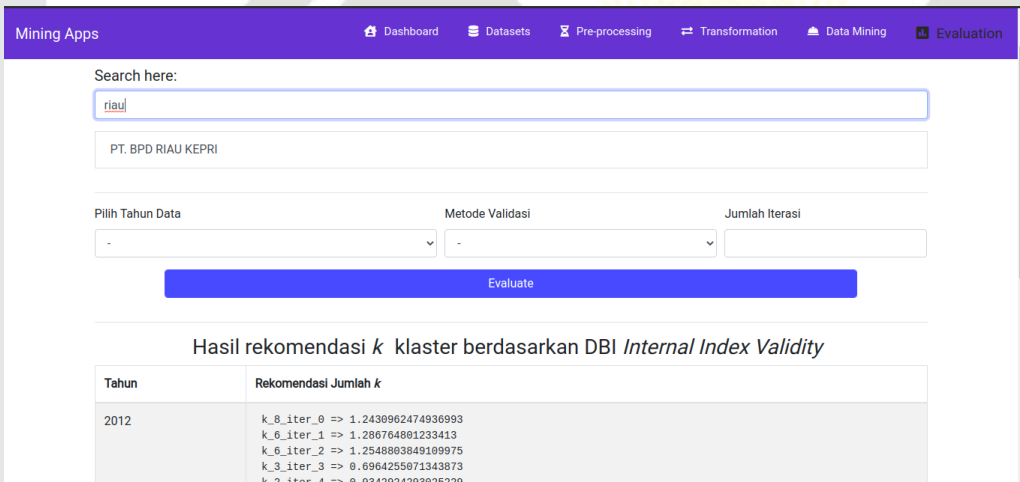 Mining Apps Dashboard Datasets Pre-processing Transformation Data Mining Evaluation
Search here:
riau
PT. BPD RIAU KEPRI
Pilih Tahun Data Metode Validasi Jumlah Iterasi
- -
Evaluate
Hasil rekomendasi k klaster berdasarkan DBI Internal Index Validity
Tahun Rekomendasi Jumlah k
2012 k_8_iter_0 => 1.2430962474936993
k_6_iter_1 => 1.286764801233413
k_6_iter_2 => 1.2548803849109975
k_3_iter_3 => 0.6964255071343873